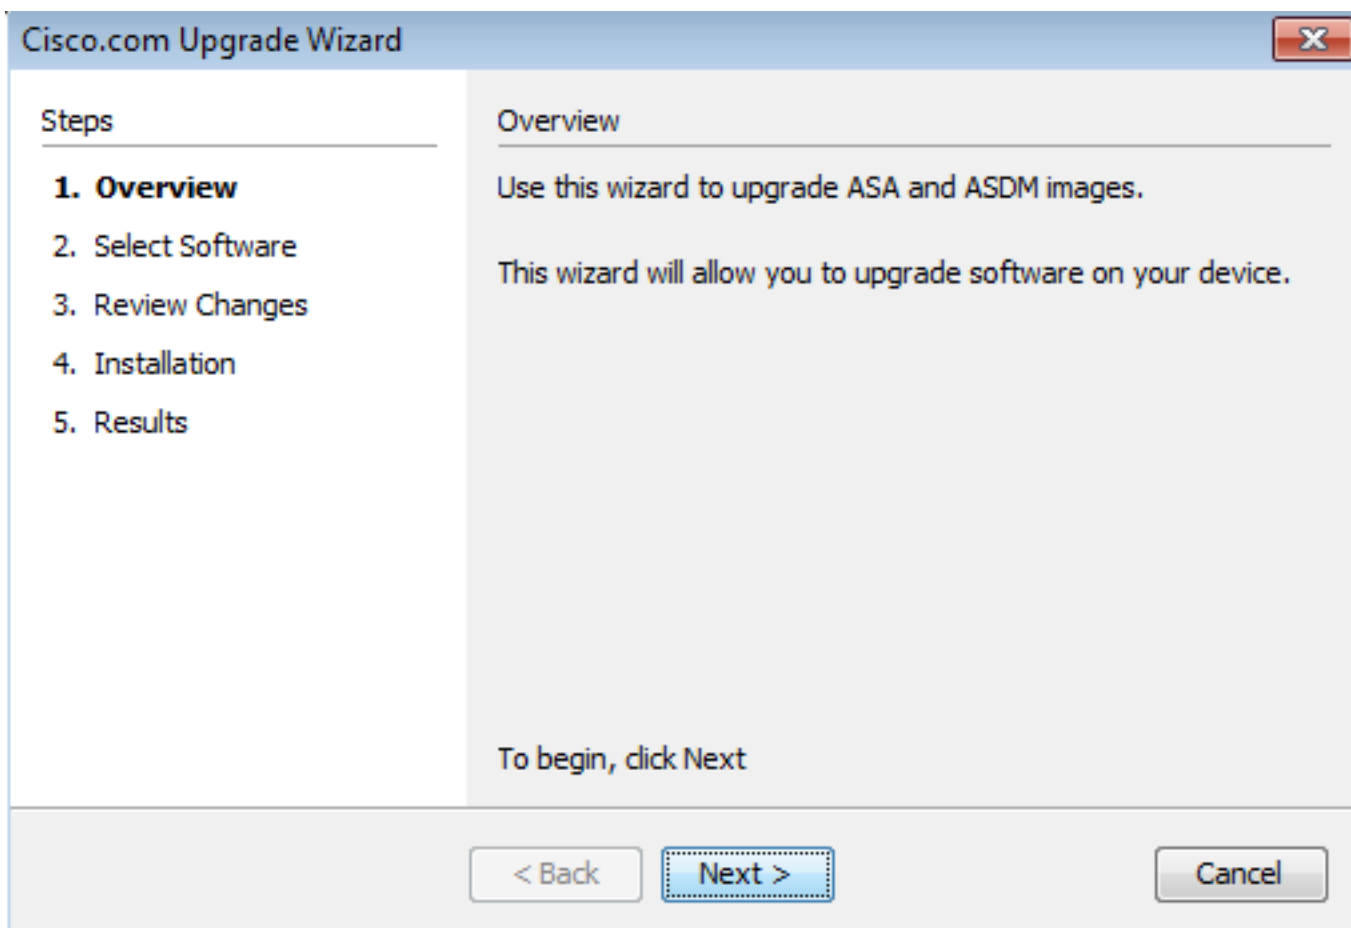 Cisco.com Upgrade Wizard
Steps
1. Overview
2. Select Software
3. Review Changes
4. Installation
5. Results
Overview
Use this wizard to upgrade ASA and ASDM images.
This wizard will allow you to upgrade software on your device.
To begin, click Next
< Back
Next >
Cancel